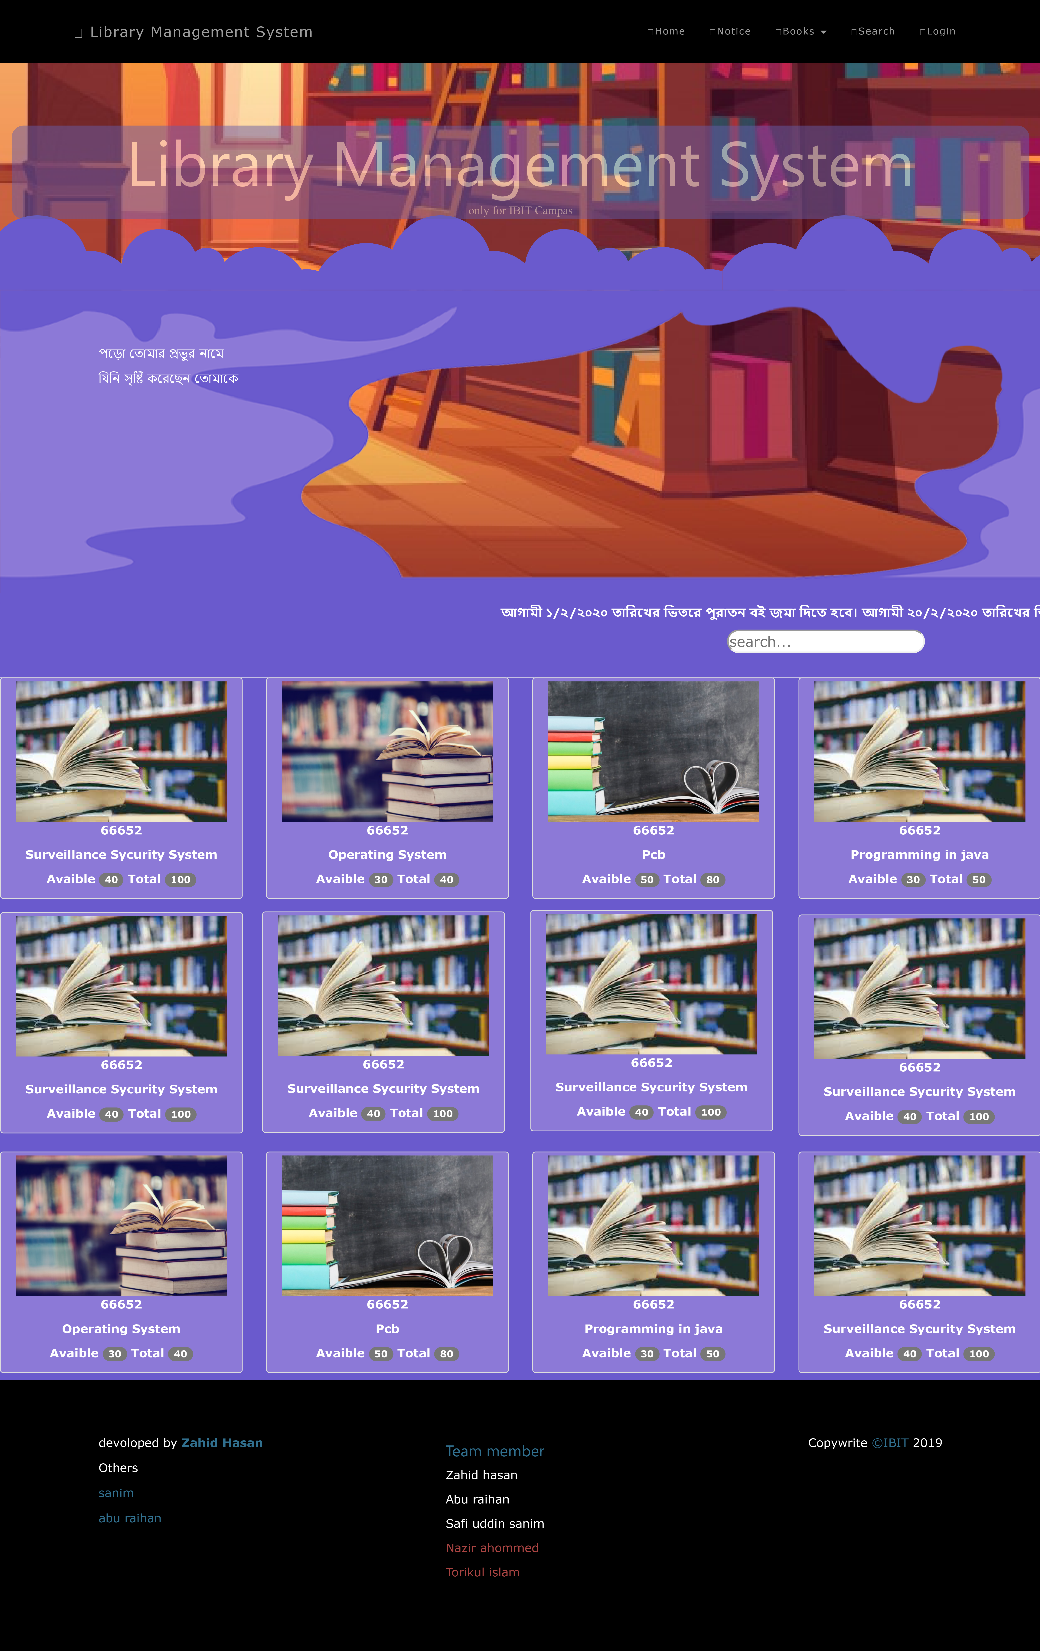 Library Management System
Home Notice Books Search Login
Library Management System
only for IBIT Campas
পড়ো তোমার প্রভুর নামে
যিনি সৃষ্টি করেছেন তোমাকে
আগামী ১/২/২০২০ তারিখের ভিতরে পুরাতন বই জমা দিতে হবে। আগামী ২০/২/২০২০ তারিখের
search...
66652 66652 66652 66652
Surveillance Sycurity System Operating System Pcb Programming in java
Avaible 40 Total 100 Avaible 30 Total 40 Avaible 50 Total 80 Avaible 30 Total 50
66652 66652 66652 66652
Surveillance Sycurity System Surveillance Sycurity System Surveillance Sycurity System Surveillance Sycurity System
Avaible 40 Total 100 Avaible 40 Total 100 Avaible 40 Total 100 Avaible 40 Total 100
66652 66652 66652 66652
Operating System Pcb Programming in java Surveillance Sycurity System
Avaible 30 Total 40 Avaible 50 Total 80 Avaible 30 Total 50 Avaible 40 Total 100
devoloped by Zahid Hasan
Others
sanim
abu raihan
Team member
Zahid hasan
Abu raihan
Safi uddin sanim
Nazir ahommed
Torikul islam
Copywrite ©IBIT 2019